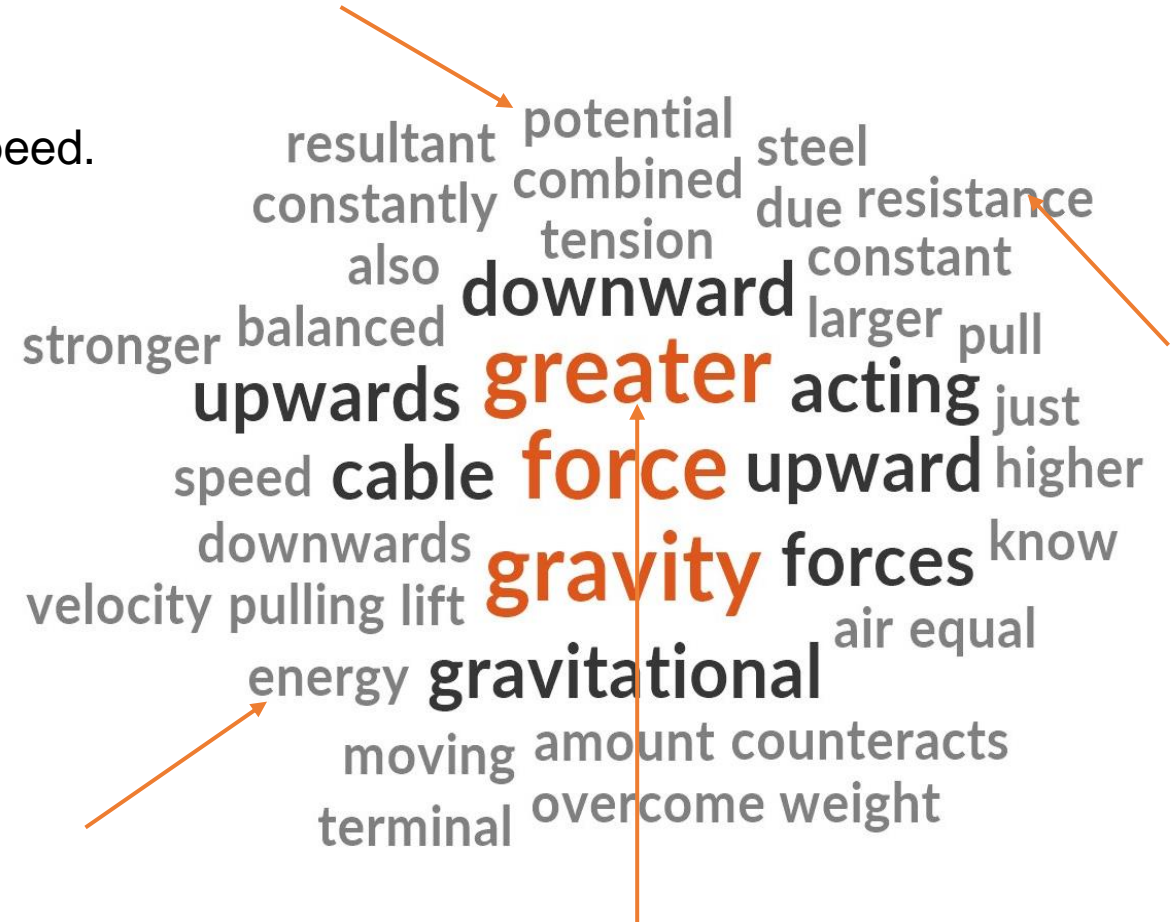 peed.
potential
resultant
steel
combined
constantly
due resistance
tension
constant
also
downward
larger
balanced
pull
stronger
greater
acting
upwards
just
force
upward
higher
speed
cable
know
downwards
forces
gravity
velocity pulling lift
air equal
gravitational
energy
amount counteracts
moving
overcome weight
terminal